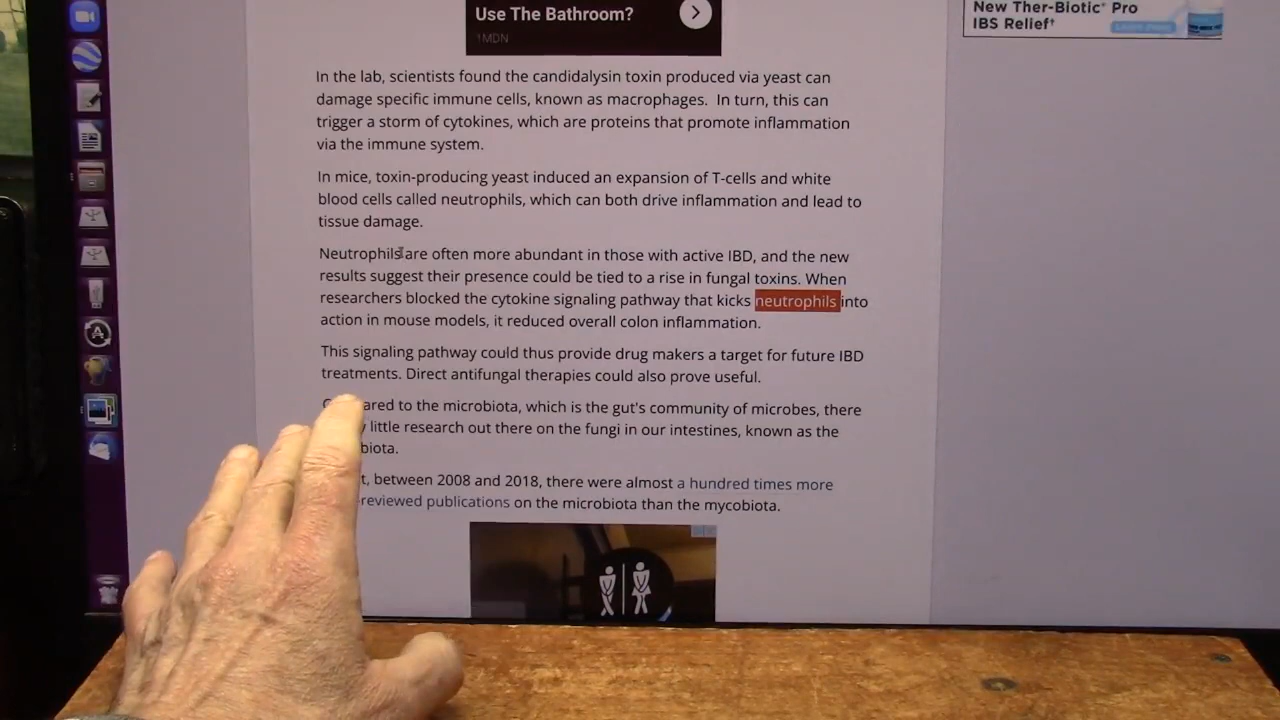 Use The Bathroom?
1MDN
New Ther-Biotic⁺ Pro
IBS Relief†
Learn more
In the lab, scientists found the candidalysin toxin produced via yeast can
damage specific immune cells, known as macrophages.  In turn, this can
trigger a storm of cytokines, which are proteins that promote inflammation
via the immune system.
In mice, toxin-producing yeast induced an expansion of T-cells and white
blood cells called neutrophils, which can both drive inflammation and lead to
tissue damage.
Neutrophils are often more abundant in those with active IBD, and the new
results suggest their presence could be tied to a rise in fungal toxins. When
researchers blocked the cytokine signaling pathway that kicks neutrophils into
action in mouse models, it reduced overall colon inflammation.
This signaling pathway could thus provide drug makers a target for future IBD
treatments. Direct antifungal therapies could also prove useful.
ared to the microbiota, which is the gut's community of microbes, there
little research out there on the fungi in our intestines, known as the
biota.
t, between 2008 and 2018, there were almost a hundred times more
-reviewed publications on the microbiota than the mycobiota.